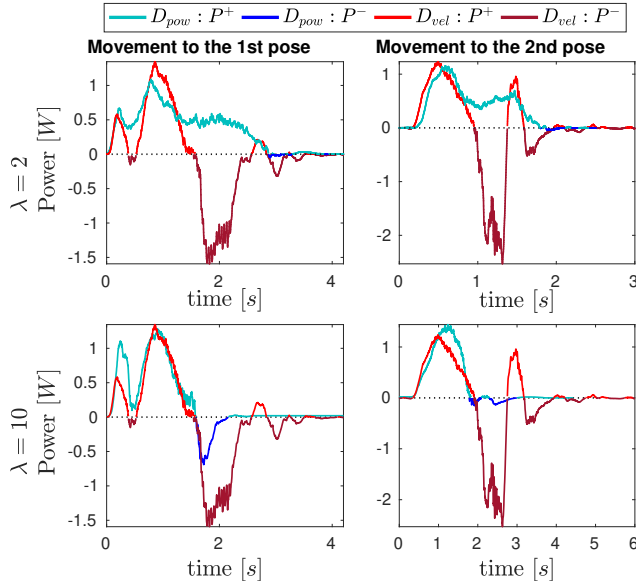 D_pow : P⁺ D_pow : P⁻ D_vel : P⁺ D_vel : P⁻
Movement to the 1st pose Movement to the 2nd pose
λ = 2
Power [W]
1
0.5
0
-0.5
-1
-1.5
0 2 4
time [s]
1
0
-1
-2
0 1 2 3
time [s]
λ = 10
Power [W]
1
0.5
0
-0.5
-1
-1.5
0 2 4
time [s]
1
0
-1
-2
0 1 2 3 4 5 6
time [s]